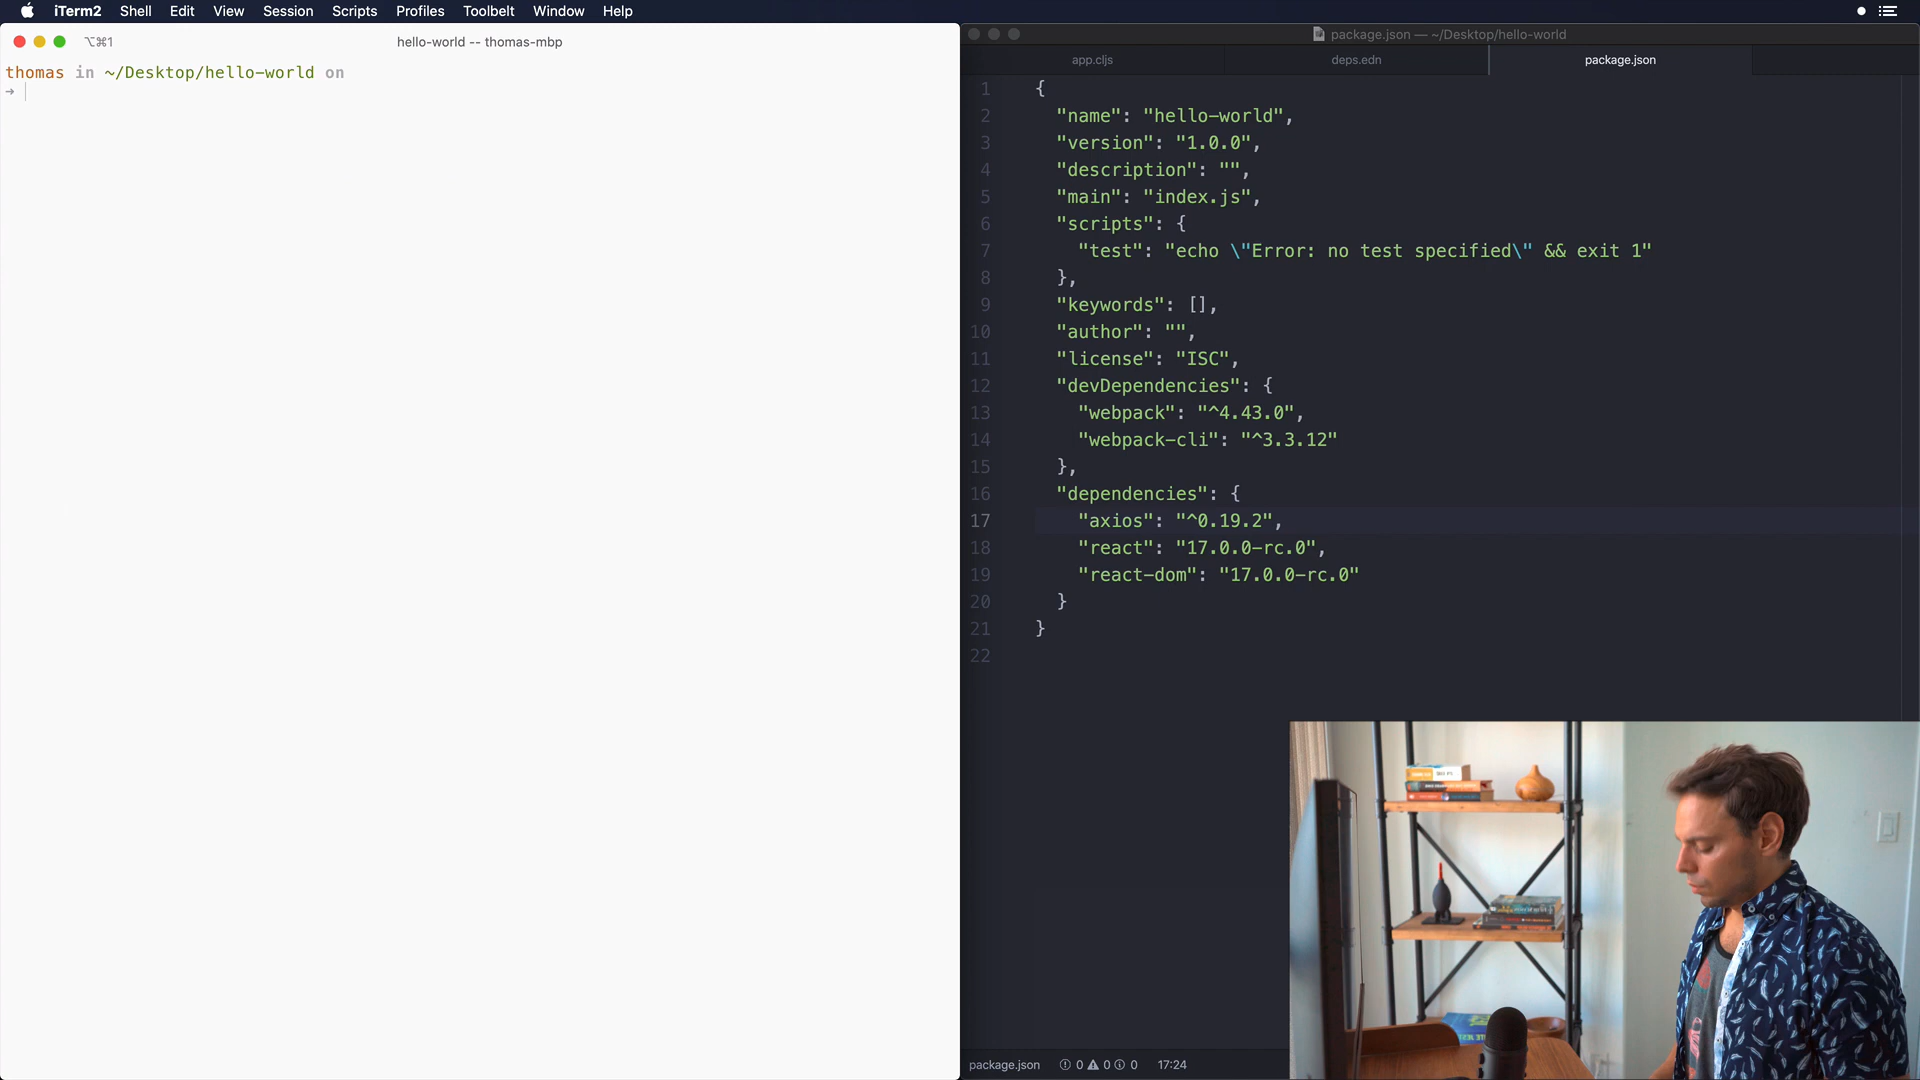 iTerm2 Shell Edit View Session Scripts Profiles Toolbelt Window Help
⌥⌘1 hello-world -- thomas-mbp
thomas in ~/Desktop/hello-world on
→
package.json — ~/Desktop/hello-world
app.cljs deps.edn package.json
1 {
2 "name": "hello-world",
3 "version": "1.0.0",
4 "description": "",
5 "main": "index.js",
6 "scripts": {
7 "test": "echo \"Error: no test specified\" && exit 1"
8 },
9 "keywords": [],
10 "author": "",
11 "license": "ISC",
12 "devDependencies": {
13 "webpack": "^4.43.0",
14 "webpack-cli": "^3.3.12"
15 },
16 "dependencies": {
17 "axios": "^0.19.2",
18 "react": "17.0.0-rc.0",
19 "react-dom": "17.0.0-rc.0"
20 }
21 }
22
package.json 0 0 0 17:24